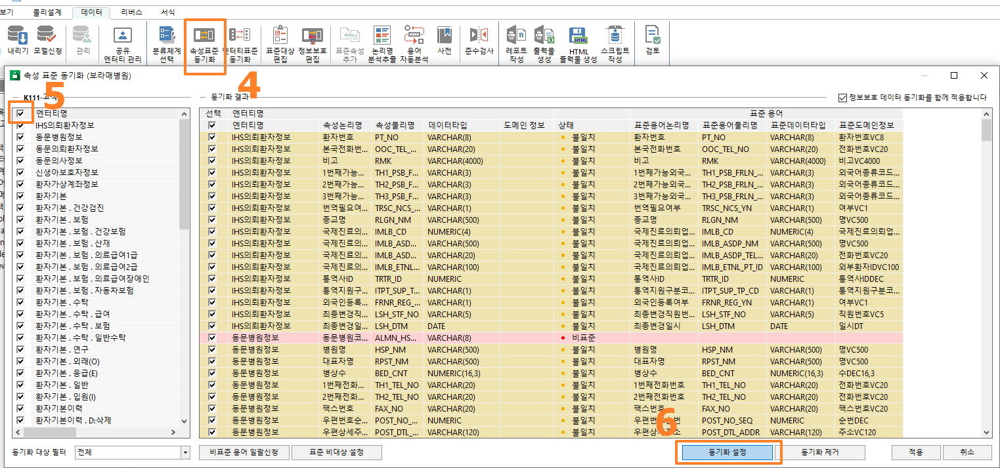 보기 물리설계 데이터 리버스 서식
내리기 모델신청 관리 공유 엔터티 관리 분류체계 선택 속성표준 동기화 엔터티표준 동기화 표준대상 편집 정보보호 편집 표준속성 추가 논리명 분석추출 용어 자동분석 사전 준수검사 레포트 작성 출력물 생성 HTML 출력물 생성 스크립트 작성 검토
속성 표준 동기화 (보라매병원)
4
5
K111-고객
동기화 결과
정보보호 데이터 동기화를 함께 적용합니다
엔터티명
IHS의뢰환자정보
동문병원정보
동문의뢰환자정보
동문의사정보
신생아보호자정보
환자가상계좌정보
환자기본
환자기본 . 건강검진
환자기본 . 보험
환자기본 . 보험 . 건강보험
환자기본 . 보험 . 산재
환자기본 . 보험 . 의료급여1급
환자기본 . 보험 . 의료급여2급
환자기본 . 보험 . 의료급여장애인
환자기본 . 보험 . 자동차보험
환자기본 . 수탁
환자기본 . 수탁 . 급여
환자기본 . 수탁 . 보험
환자기본 . 수탁 . 일반수탁
환자기본 . 연구
환자기본 . 외래(O)
환자기본 . 응급(E)
환자기본 . 일반
환자기본 . 입원(I)
환자기본이력
환자기본이력 . D:삭제
선택 엔터티명 표준 용어
엔터티명 속성논리명 속성물리명 데이터타입 도메인 정보 상태 표준용어논리명 표준용어물리명 표준데이터타입 표준도메인정보
IHS의뢰환자정보 환자번호 PT_NO VARCHAR(8) 불일치 환자번호 PT_NO VARCHAR(8) 환자번호VC8
IHS의뢰환자정보 본국전화번... OOC_TEL_... VARCHAR(20) 불일치 본국전화번호 OOC_TEL_NO VARCHAR(20) 전화번호VC20
IHS의뢰환자정보 비고 RMK VARCHAR(4000) 불일치 비고 RMK VARCHAR(4000) 비고VC4000
IHS의뢰환자정보 1번째가능... TH1_PSB_F... VARCHAR(3) 불일치 1번째가능외국... TH1_PSB_FRLN_... VARCHAR(3) 외국어종류코드...
IHS의뢰환자정보 2번째가능... TH2_PSB_F... VARCHAR(3) 불일치 2번째가능외국... TH2_PSB_FRLN_... VARCHAR(3) 외국어종류코드...
IHS의뢰환자정보 3번째가능... TH3_PSB_F... VARCHAR(3) 불일치 3번째가능외국... TH3_PSB_FRLN_... VARCHAR(3) 외국어종류코드...
IHS의뢰환자정보 번역필요여... TRSC_NCS_... VARCHAR(1) 불일치 번역필요여부 TRSC_NCS_YN VARCHAR(1) 여부VC1
IHS의뢰환자정보 종교명 RLGN_NM VARCHAR(500) 불일치 종교명 RLGN_NM VARCHAR(500) 명VC500
IHS의뢰환자정보 국제진료의... IMLB_CD NUMERIC(4) 불일치 국제진료의뢰업... IMLB_CD NUMERIC(4) 국제진료의뢰업...
IHS의뢰환자정보 국제진료의... IMLB_ASD... VARCHAR(500) 불일치 국제진료의뢰업... IMLB_ASDP_NM VARCHAR(500) 명VC500
IHS의뢰환자정보 국제진료의... IMLB_ASD... VARCHAR(20) 불일치 국제진료의뢰업... IMLB_ASDP_TEL... VARCHAR(20) 전화번호VC20
IHS의뢰환자정보 국제진료의... IMLB_ETNL... VARCHAR(100) 불일치 국제진료의뢰업... IMLB_ETNL_PT_ID VARCHAR(100) 외부환자IDVC100
IHS의뢰환자정보 통역사ID TRTR_ID NUMERIC 불일치 통역사ID TRTR_ID NUMERIC 통역사IDDEC
IHS의뢰환자정보 통역지원구... ITPT_SUP_T... VARCHAR(1) 불일치 통역지원구분코... ITPT_SUP_TP_CD VARCHAR(1) 통역지원구분코...
IHS의뢰환자정보 외국인등록... FRNR_REG_... VARCHAR(1) 불일치 외국인등록여부 FRNR_REG_YN VARCHAR(1) 여부VC1
IHS의뢰환자정보 최종변경직... LSH_STF_NO VARCHAR(5) 불일치 최종변경직원번... LSH_STF_NO VARCHAR(5) 직원번호VC5
IHS의뢰환자정보 최종변경일... LSH_DTM DATE 불일치 최종변경일시 LSH_DTM DATE 일시DT
동문병원정보 동문병원코... ALMN_HS... VARCHAR(8) 비표준
동문병원정보 병원명 HSP_NM VARCHAR(500) 불일치 병원명 HSP_NM VARCHAR(500) 명VC500
동문병원정보 대표자명 RPST_NM VARCHAR(500) 불일치 대표자명 RPST_NM VARCHAR(500) 명VC500
동문병원정보 병상수 BED_CNT NUMERIC(16,3) 불일치 병상수 BED_CNT NUMERIC(16,3) 수DEC16,3
동문병원정보 1번째전화... TH1_TEL_NO VARCHAR(20) 불일치 1번째전화번호 TH1_TEL_NO VARCHAR(20) 전화번호VC20
동문병원정보 2번째전화... TH2_TEL_NO VARCHAR(20) 불일치 2번째전화번호 TH2_TEL_NO VARCHAR(20) 전화번호VC20
동문병원정보 팩스번호 FAX_NO VARCHAR(20) 불일치 팩스번호 FAX_NO VARCHAR(20) 팩스번호VC20
동문병원정보 우편번호순... POST_NO_... NUMERIC 불일치 우편번호순번 POST_NO_SEQ NUMERIC 순번DEC
동문병원정보 우편상세주... POST_DTL_... VARCHAR(120) 불일치 우편상세주소 POST_DTL_ADDR VARCHAR(120) 주소VC120
6
동기화 대상 필터 전체 비표준 용어 일괄신청 표준 비대상 설정 동기화 설정 동기화 제거 적용 취소